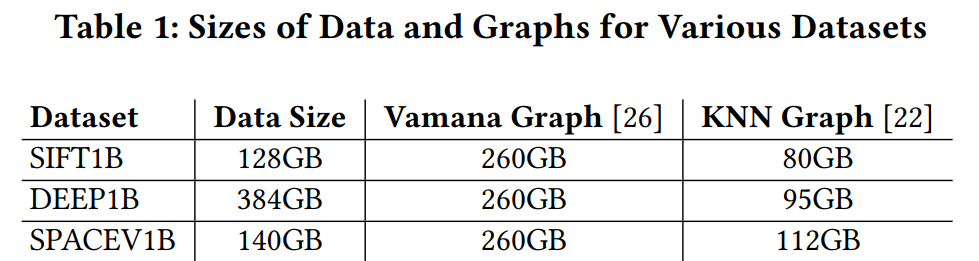 Table 1: Sizes of Data and Graphs for Various Datasets
Dataset Data Size Vamana Graph [26] KNN Graph [22]
SIFT1B 128GB 260GB 80GB
DEEP1B 384GB 260GB 95GB
SPACEV1B 140GB 260GB 112GB